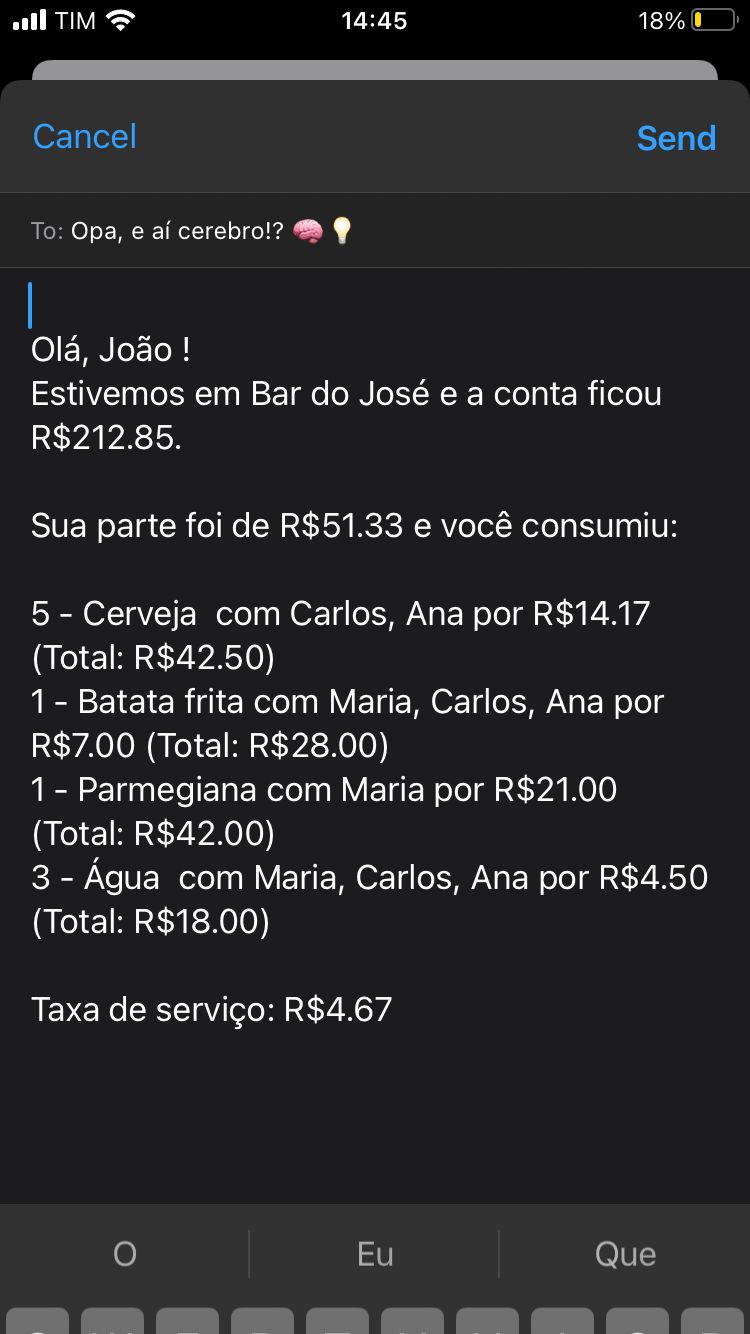 TIM 14:45 18%
Cancel Send
To: Opa, e aí cerebro!? 🧠💡
Olá, João !
Estivemos em Bar do José e a conta ficou
R$212.85.
Sua parte foi de R$51.33 e você consumiu:
5 - Cerveja  com Carlos, Ana por R$14.17
(Total: R$42.50)
1 - Batata frita com Maria, Carlos, Ana por
R$7.00 (Total: R$28.00)
1 - Parmegiana com Maria por R$21.00
(Total: R$42.00)
3 - Água  com Maria, Carlos, Ana por R$4.50
(Total: R$18.00)
Taxa de serviço: R$4.67
O Eu Que